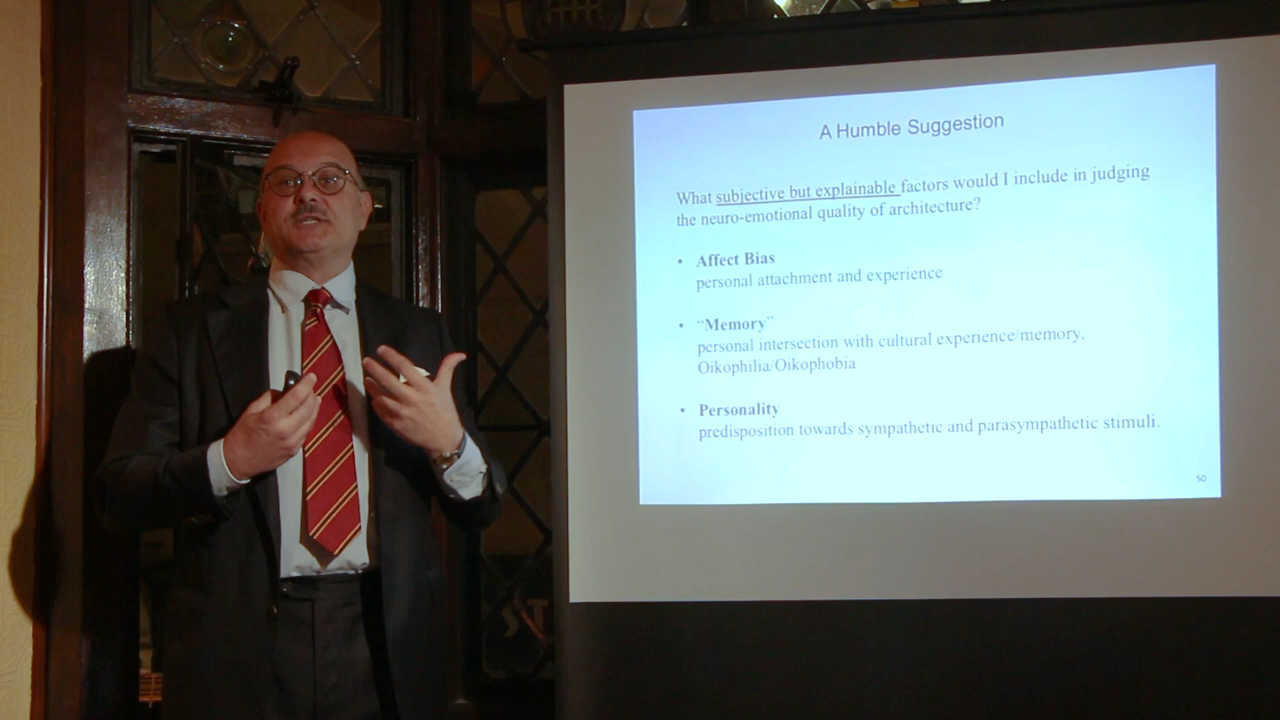 A Humble Suggestion
What subjective but explainable factors would I include in judging
the neuro-emotional quality of architecture?
• Affect Bias
personal attachment and experience
• "Memory"
personal intersection with cultural experience/memory,
Oikophilia/Oikophobia
• Personality
predisposition towards sympathetic and parasympathetic stimuli.
50
ST